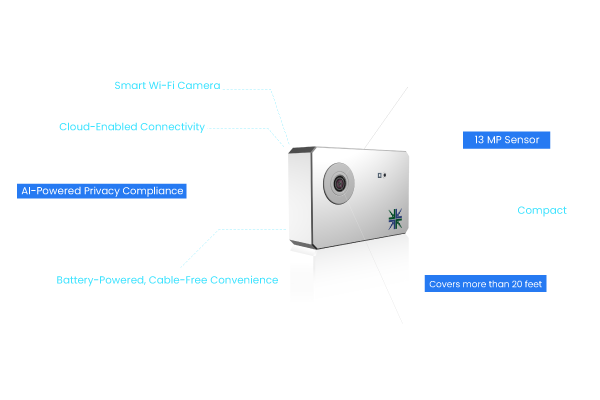 Smart Wi-Fi Camera
Cloud-Enabled Connectivity
13 MP Sensor
AI-Powered Privacy Compliance
Compact
Battery-Powered, Cable-Free Convenience
Covers more than 20 feet